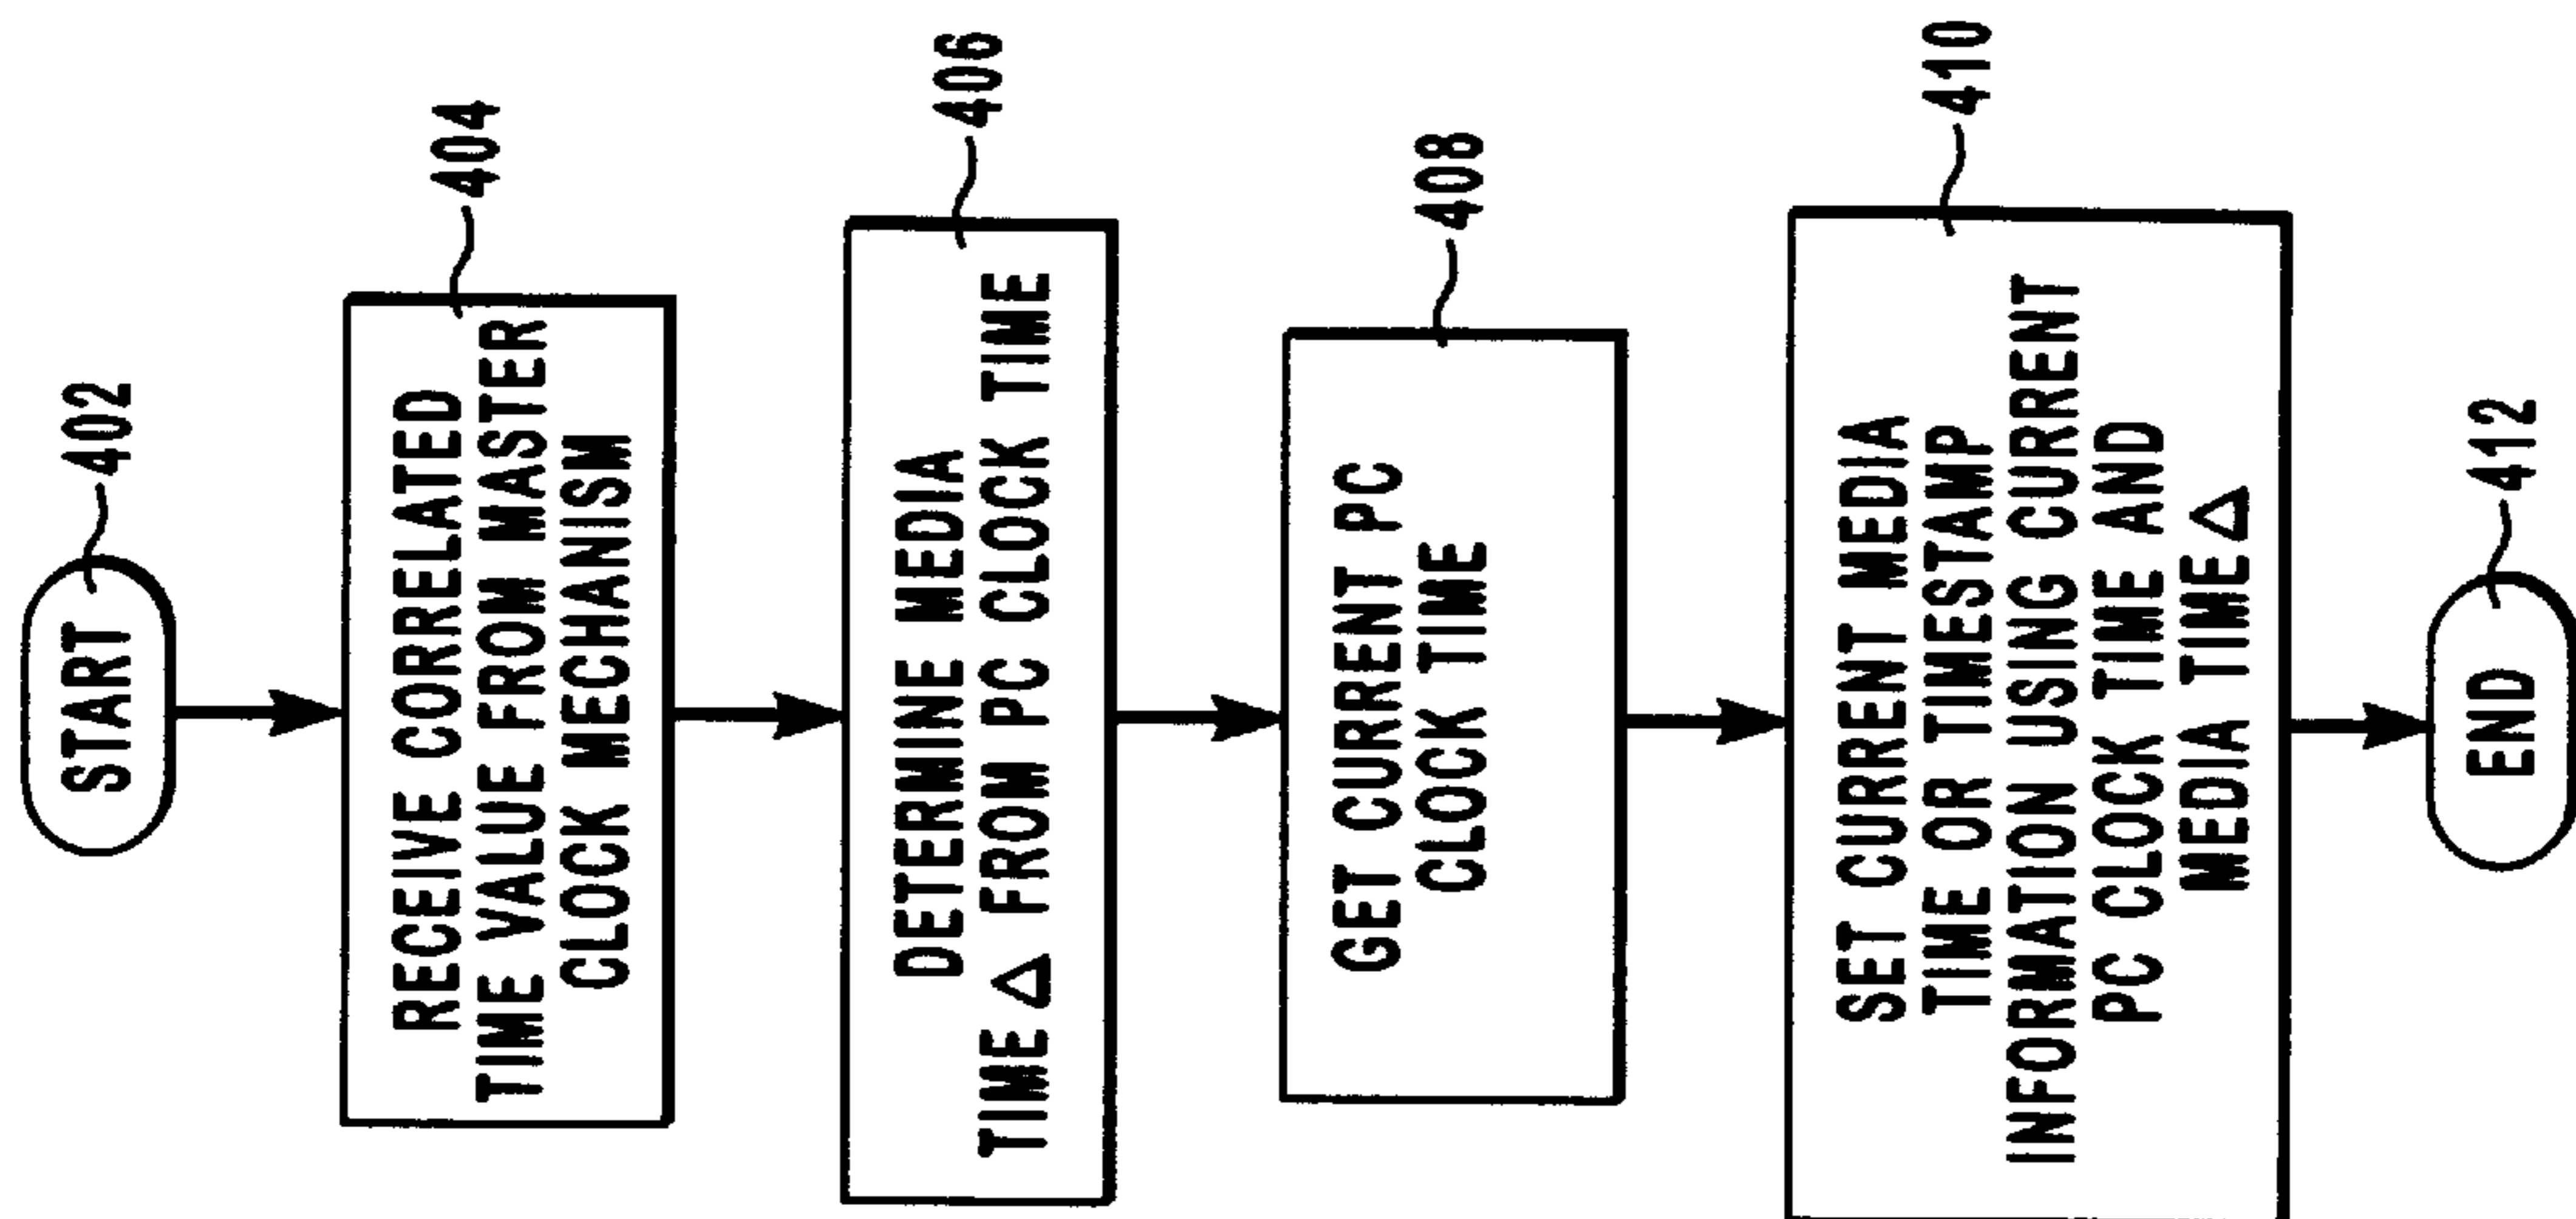 START
402
RECEIVE CORRELATED
TIME VALUE FROM MASTER
CLOCK MECHANISM
404
DETERMINE MEDIA
TIME △ FROM PC CLOCK TIME
406
GET CURRENT PC
CLOCK TIME
408
SET CURRENT MEDIA
TIME OR TIMESTAMP
INFORMATION USING CURRENT
PC CLOCK TIME AND
MEDIA TIME △
410
END
412